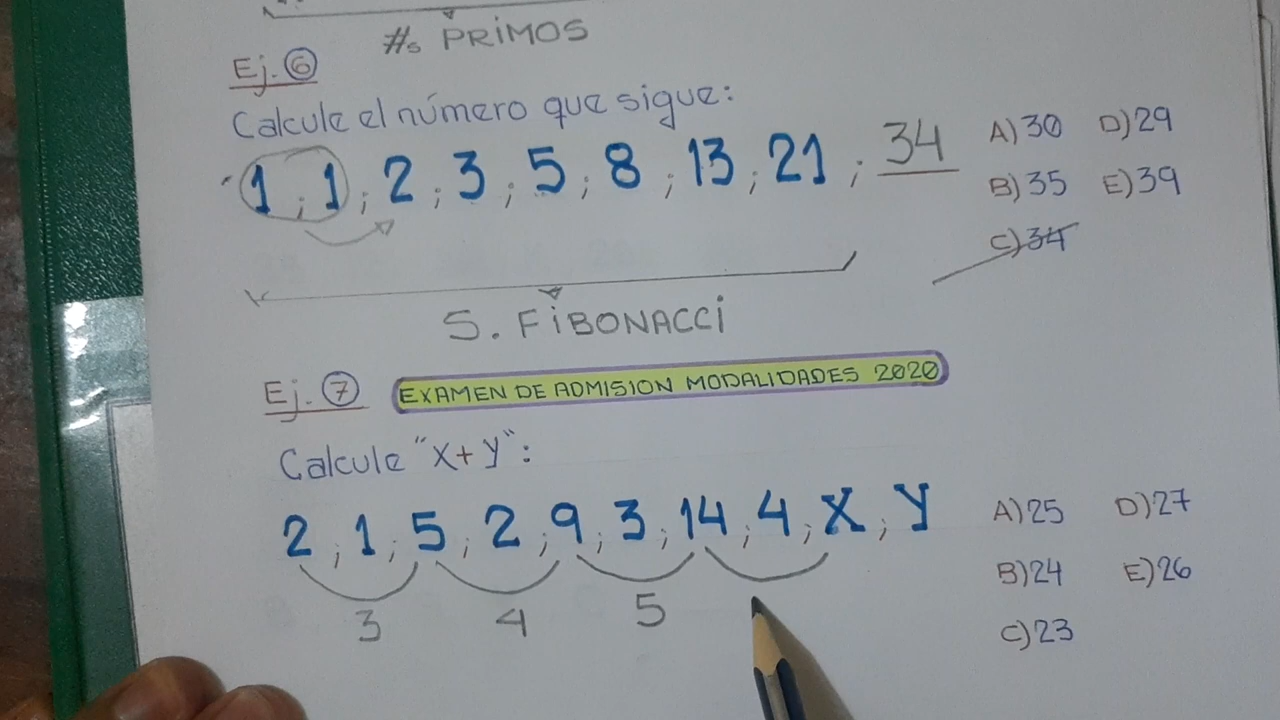 #s PRIMOS
Ej. 6
Calcule el número que sigue:
1 ; 1 ; 2 ; 3 ; 5 ; 8 ; 13 ; 21 ; 34
A) 30 D) 29
B) 35 E) 39
C) 34
S. FIBONACCI
Ej. 7 EXAMEN DE ADMISION MODALIDADES 2020
Calcule "X+Y":
2 ; 1 ; 5 ; 2 ; 9 ; 3 ; 14 ; 4 ; X ; Y
3 4 5
A) 25 D) 27
B) 24 E) 26
C) 23